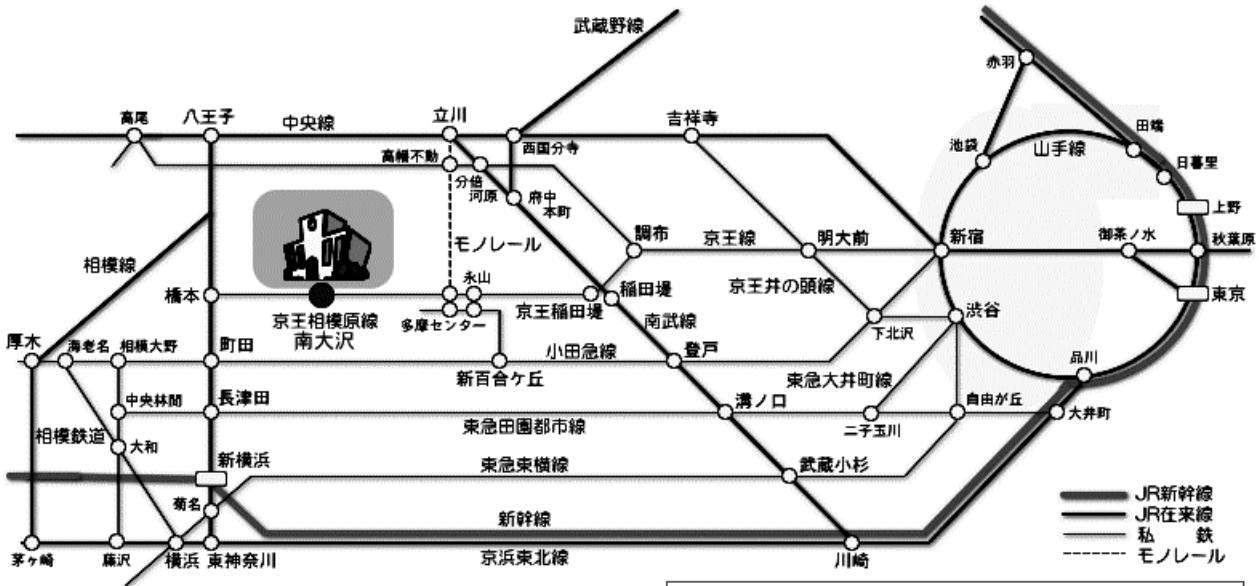 武蔵野線
赤羽
高尾
八王子
中央線
立川
西国分寺
吉祥寺
田端
池袋
山手線
日暮里
高幡不動
分倍
河原
府中
本町
上野
モノレール
調布
京王線
明大前
新宿
御茶ノ水
秋葉原
相模線
京王井の頭線
橋本
永山
稲田堤
東京
京王相模原線
南大沢
多摩センター
京王稲田堤
南武線
下北沢
渋谷
厚木
海老名
相模大野
町田
新百合ケ丘
小田急線
登戸
品川
東急大井町線
中央林間
長津田
溝ノ口
二子玉川
自由が丘
大井町
東急田園都市線
相模鉄道
大和
新横浜
東急東横線
武蔵小杉
菊名
新幹線
茅ヶ崎
藤沢
横浜
東神奈川
京浜東北線
川崎
JR新幹線
JR在来線
私 鉄
モノレール